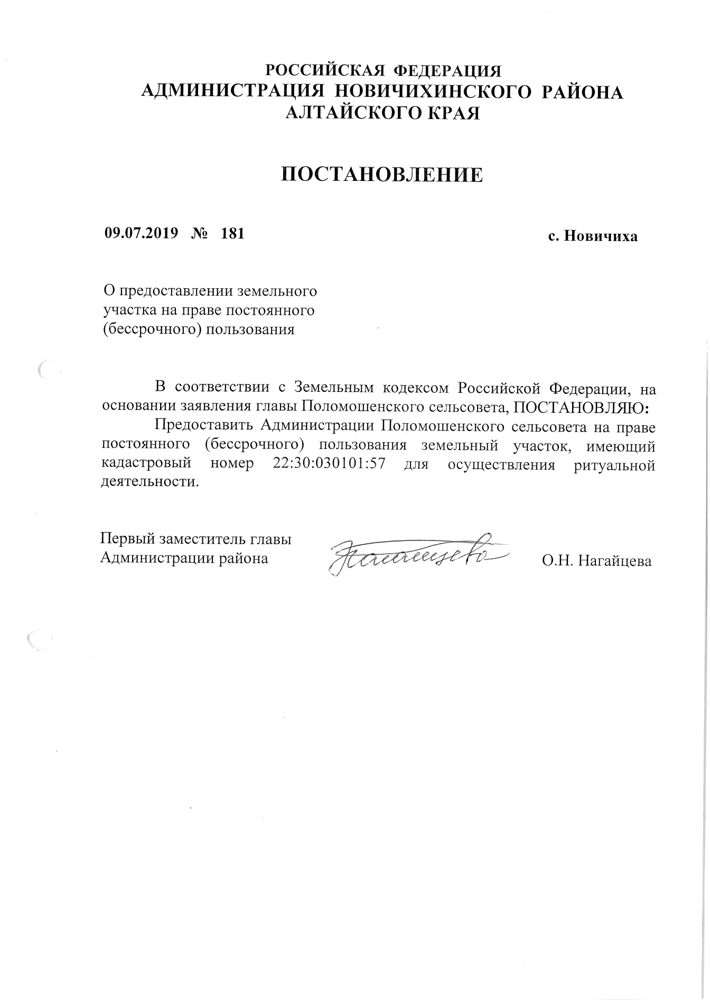 РОССИЙСКАЯ ФЕДЕРАЦИЯ
АДМИНИСТРАЦИЯ НОВИЧИХИНСКОГО РАЙОНА
АЛТАЙСКОГО КРАЯ
ПОСТАНОВЛЕНИЕ
09.07.2019 № 181 с. Новичиха
О предоставлении земельного
участка на праве постоянного
(бессрочного) пользования
В соответствии с Земельным кодексом Российской Федерации, на
основании заявления главы Поломошенского сельсовета, ПОСТАНОВЛЯЮ:
Предоставить Администрации Поломошенского сельсовета на праве
постоянного (бессрочного) пользования земельный участок, имеющий
кадастровый номер 22:30:030101:57 для осуществления ритуальной
деятельности.
Первый заместитель главы
Администрации района О.Н. Нагайцева